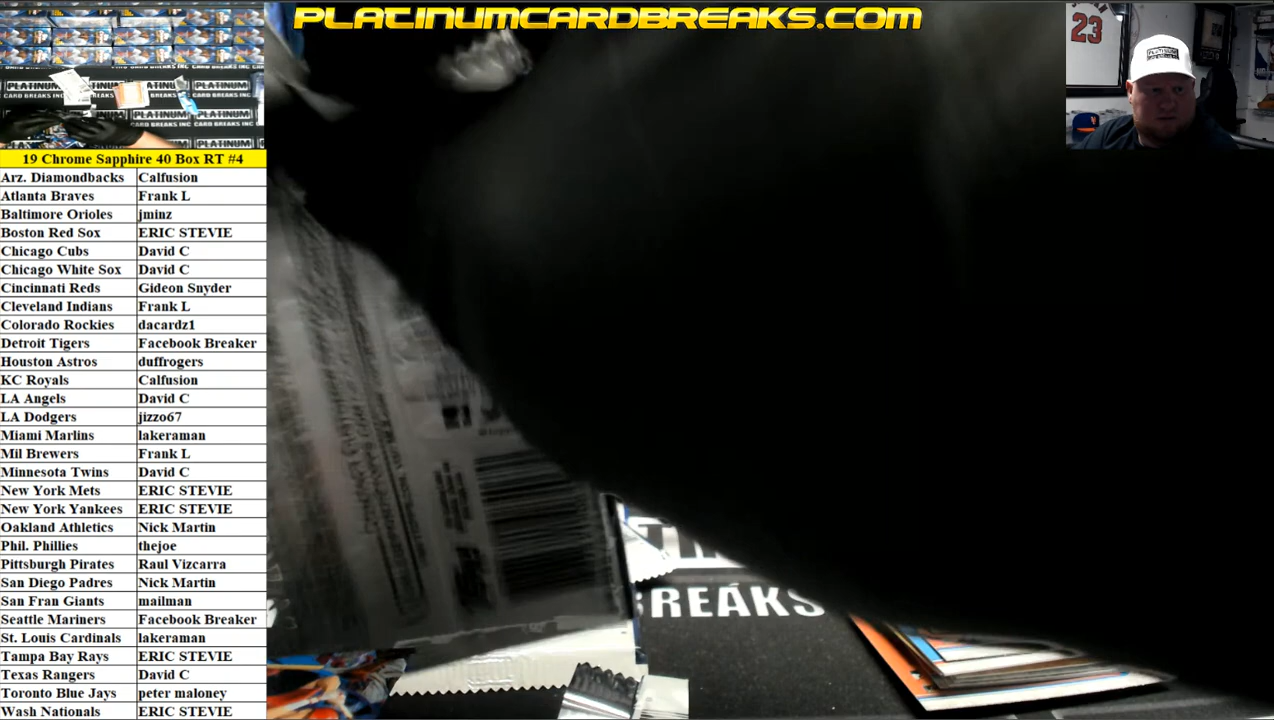 PLATINUMCARDBREAKS.COM
23
PLATINUM
PLATINUM
PLATINUM
CARD BREAKS INC
19 Chrome Sapphire 40 Box RT #4
Arz. Diamondbacks Calfusion
Atlanta Braves Frank L
Baltimore Orioles jminz
Boston Red Sox ERIC STEVIE
Chicago Cubs David C
Chicago White Sox David C
Cincinnati Reds Gideon Snyder
Cleveland Indians Frank L
Colorado Rockies dacardz1
Detroit Tigers Facebook Breaker
Houston Astros duffrogers
KC Royals Calfusion
LA Angels David C
LA Dodgers jizzo67
Miami Marlins lakeraman
Mil Brewers Frank L
Minnesota Twins David C
New York Mets ERIC STEVIE
New York Yankees ERIC STEVIE
Oakland Athletics Nick Martin
Phil. Phillies thejoe
Pittsburgh Pirates Raul Vizcarra
San Diego Padres Nick Martin
San Fran Giants mailman
Seattle Mariners Facebook Breaker
St. Louis Cardinals lakeraman
Tampa Bay Rays ERIC STEVIE
Texas Rangers David C
Toronto Blue Jays peter maloney
Wash Nationals ERIC STEVIE
BREAKS